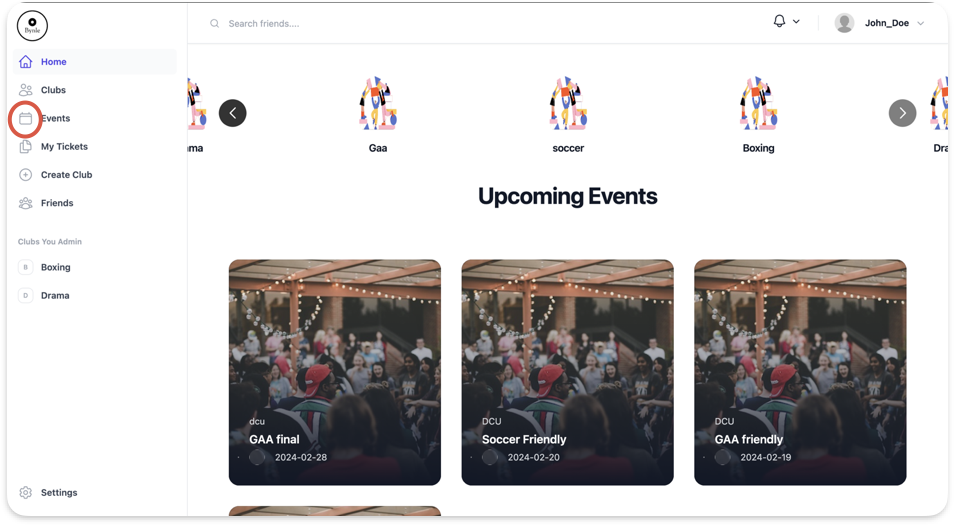 Byrdle
Search friends....
John_Doe
Home
Clubs
Events
My Tickets
Create Club
Friends
Clubs You Admin
B Boxing
D Drama
Settings
ama
Gaa
soccer
Boxing
Dra
Upcoming Events
dcu
GAA final
2024-02-28
DCU
Soccer Friendly
2024-02-20
DCU
GAA friendly
2024-02-19